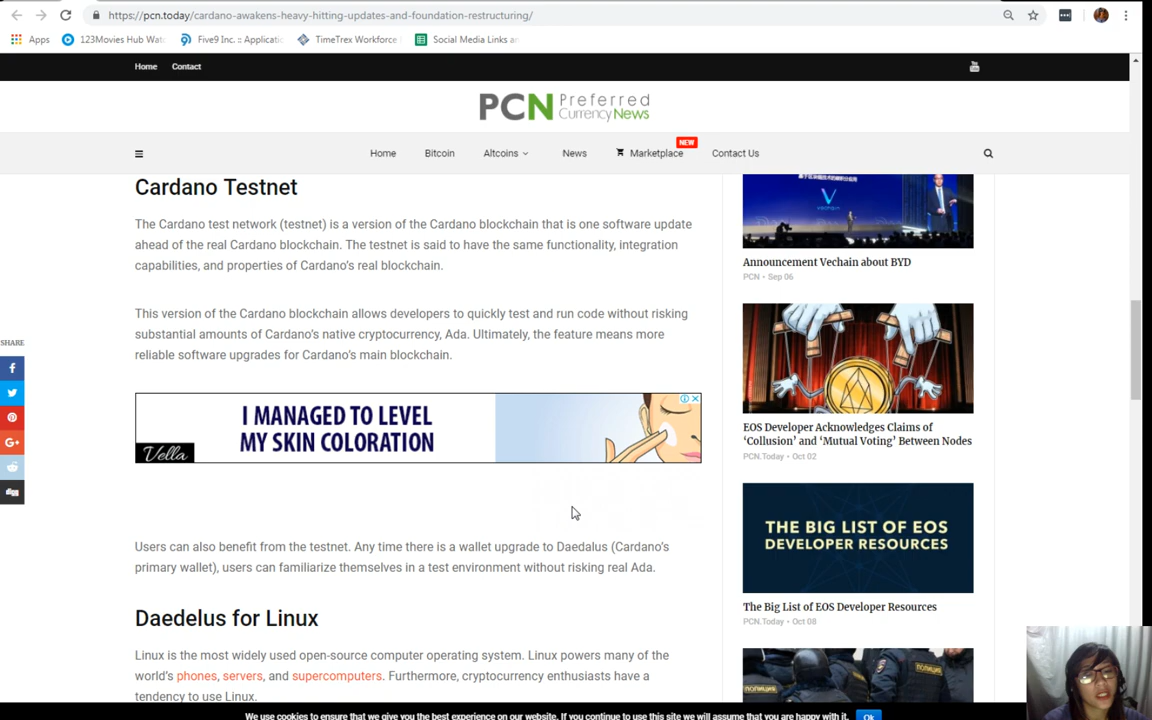 https://pcn.today/cardano-awakens-heavy-hitting-updates-and-foundation-restructuring/
Apps
123Movies Hub Wat
Five9 Inc. :: Applicati
TimeTrex Workforce
Social Media Links a
Home
Contact
You
Tube
PCN Preferred
Currency News
Home
Bitcoin
Altcoins
News
NEW
Marketplace
Contact Us
Cardano Testnet
The Cardano test network (testnet) is a version of the Cardano blockchain that is one software update
ahead of the real Cardano blockchain. The testnet is said to have the same functionality, integration
capabilities, and properties of Cardano's real blockchain.
This version of the Cardano blockchain allows developers to quickly test and run code without risking
substantial amounts of Cardano's native cryptocurrency, Ada. Ultimately, the feature means more
reliable software upgrades for Cardano's main blockchain.
SHARE
f
G+
digg
I MANAGED TO LEVEL
MY SKIN COLORATION
Vella
Users can also benefit from the testnet. Any time there is a wallet upgrade to Daedalus (Cardano's
primary wallet), users can familiarize themselves in a test environment without risking real Ada.
Daedelus for Linux
Linux is the most widely used open-source computer operating system. Linux powers many of the
world's phones, servers, and supercomputers. Furthermore, cryptocurrency enthusiasts have a
tendency to use Linux.
V
vechain
Announcement Vechain about BYD
PCN • Sep 06
EOS Developer Acknowledges Claims of
'Collusion' and 'Mutual Voting' Between Nodes
PCN.Today • Oct 02
THE BIG LIST OF EOS
DEVELOPER RESOURCES
The Big List of EOS Developer Resources
PCN.Today • Oct 08
ПОЛИЦИЯ
ПОЛИЦИЯ
We use cookies to ensure that we give you the best experience on our website. If you continue to use this site we will assume that you are happy with it.
Ok